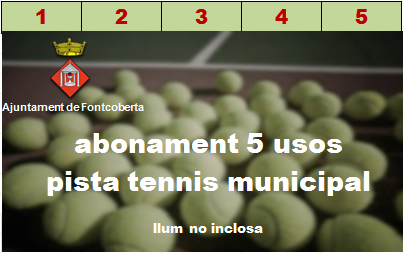 1 2 3 4 5
Ajuntament de Fontcoberta
abonament 5 usos
pista tennis municipal
llum no inclosa